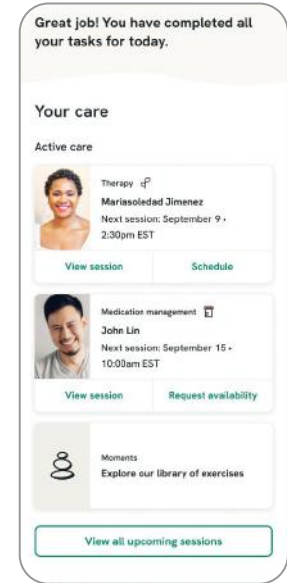 Great job! You have completed all
your tasks for today.
Your care
Active care
Therapy
Mariasoledad Jimenez
Next session: September 9 •
2:30pm EST
View session
Schedule
Medication management
John Lin
Next session: September 15 •
10:00am EST
View session
Request availability
Moments
Explore our library of exercises
View all upcoming sessions